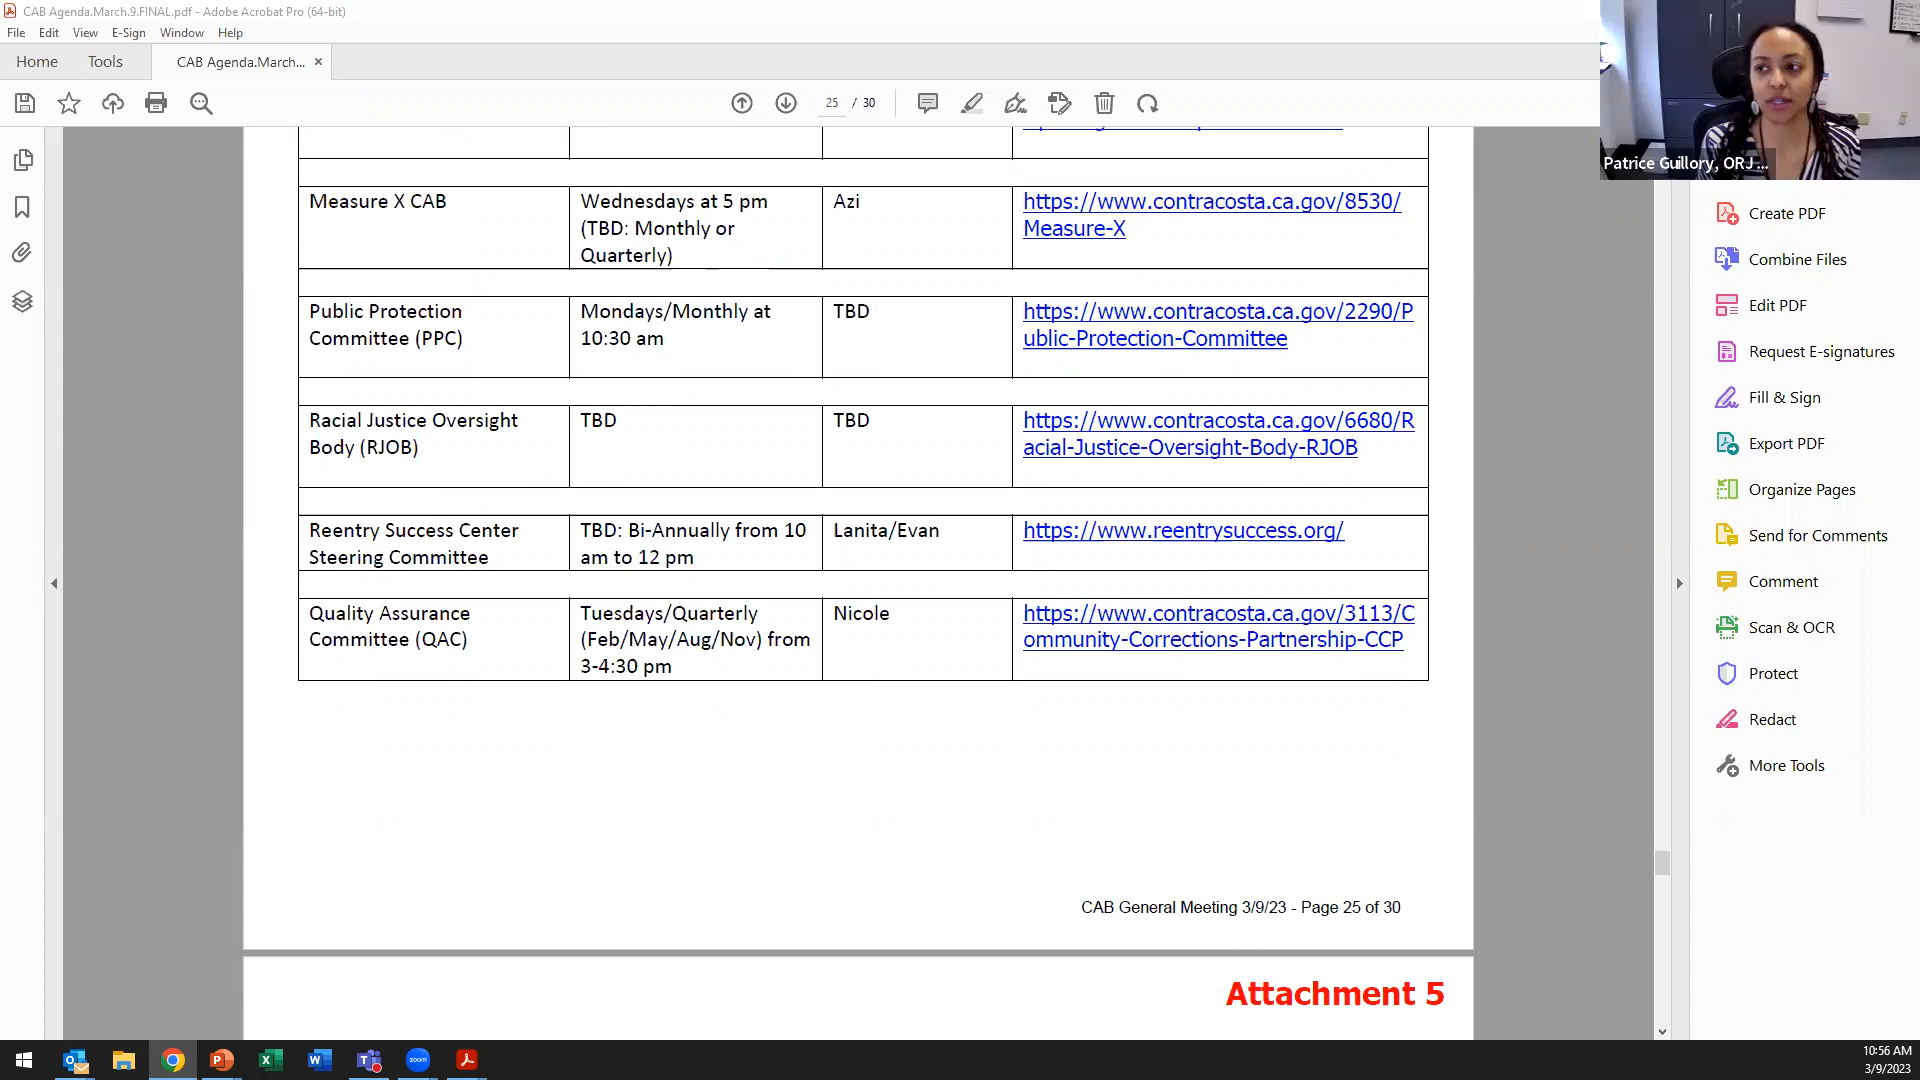 CAB Agenda.March.9.FINAL.pdf - Adobe Acrobat Pro (64-bit)
File Edit View E-Sign Window Help
Home Tools CAB Agenda.March... ×
25 / 30
Patrice Guillory, ORJ ...
Measure X CAB
Wednesdays at 5 pm
(TBD: Monthly or
Quarterly)
Azi
https://www.contracosta.ca.gov/8530/
Measure-X
Public Protection
Committee (PPC)
Mondays/Monthly at
10:30 am
TBD
https://www.contracosta.ca.gov/2290/P
ublic-Protection-Committee
Racial Justice Oversight
Body (RJOB)
TBD
TBD
https://www.contracosta.ca.gov/6680/R
acial-Justice-Oversight-Body-RJOB
Reentry Success Center
Steering Committee
TBD: Bi-Annually from 10
am to 12 pm
Lanita/Evan
https://www.reentrysuccess.org/
Quality Assurance
Committee (QAC)
Tuesdays/Quarterly
(Feb/May/Aug/Nov) from
3-4:30 pm
Nicole
https://www.contracosta.ca.gov/3113/C
ommunity-Corrections-Partnership-CCP
CAB General Meeting 3/9/23 - Page 25 of 30
Attachment 5
Create PDF
Combine Files
Edit PDF
Request E-signatures
Fill & Sign
Export PDF
Organize Pages
Send for Comments
Comment
Scan & OCR
Protect
Redact
More Tools
zoom
10:56 AM
3/9/2023